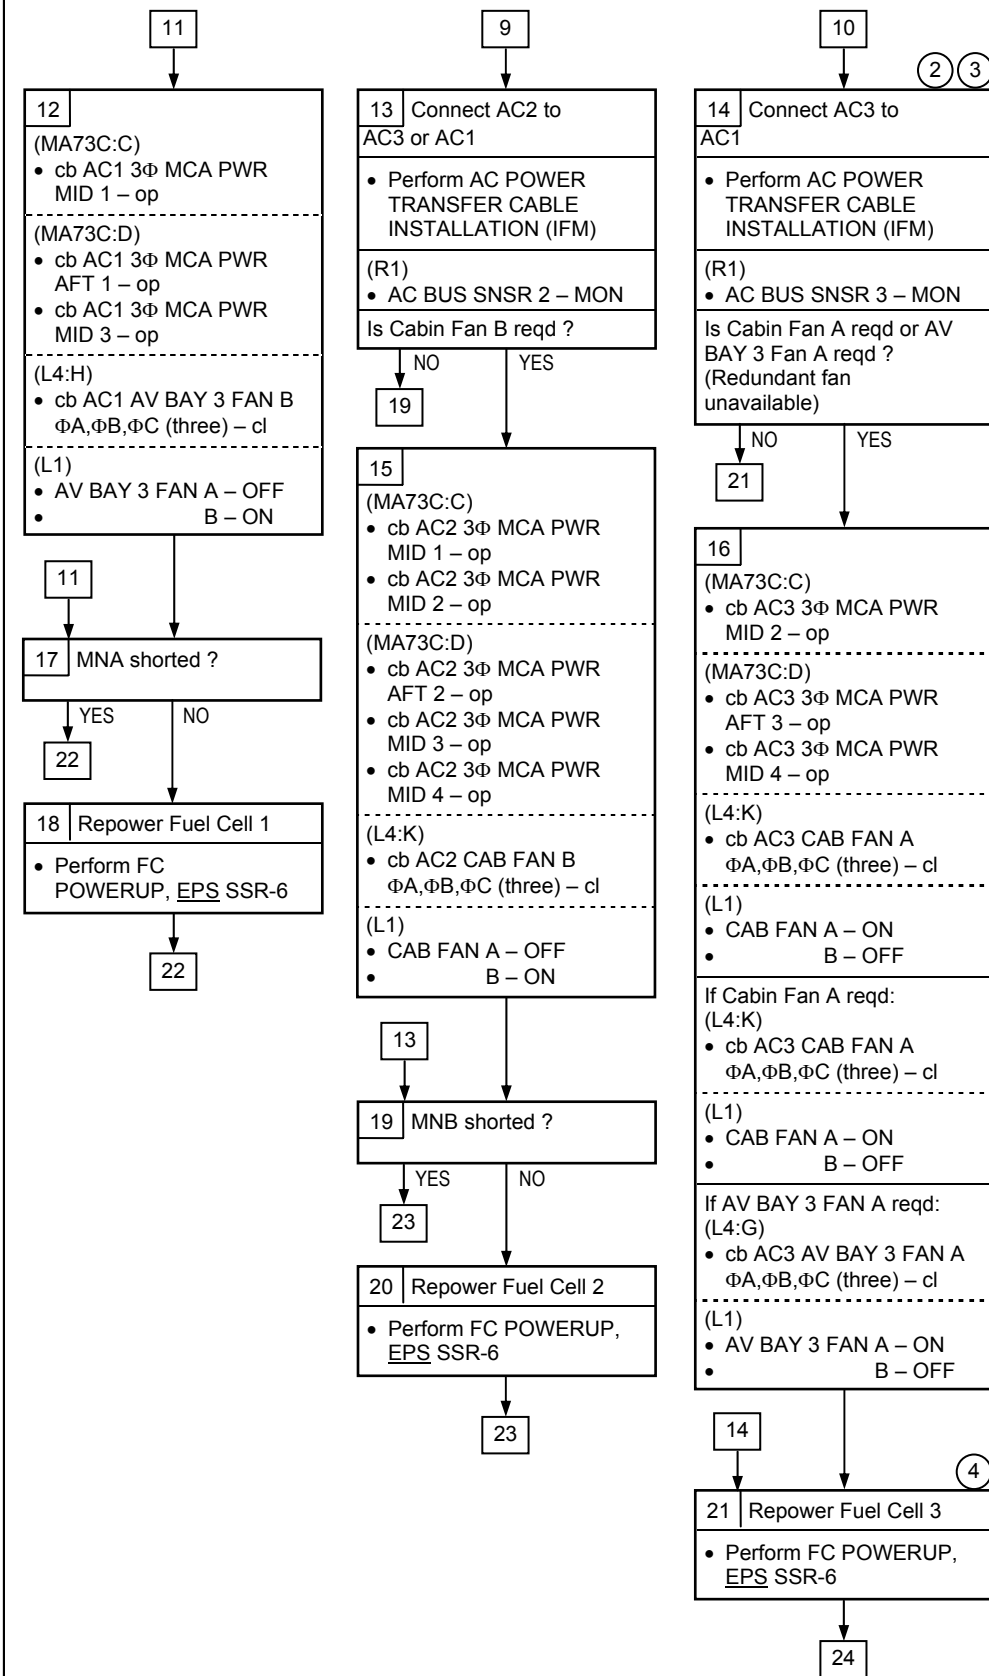 11
12
(MA73C:C)
• cb AC1 3Φ MCA PWR
MID 1 – op
(MA73C:D)
• cb AC1 3Φ MCA PWR
AFT 1 – op
• cb AC1 3Φ MCA PWR
MID 3 – op
(L4:H)
• cb AC1 AV BAY 3 FAN B
ΦA,ΦB,ΦC (three) – cl
(L1)
• AV BAY 3 FAN A – OFF
• B – ON
11
17 MNA shorted ?
YES
NO
22
18 Repower Fuel Cell 1
• Perform FC
POWERUP, EPS SSR-6
22
9
13 Connect AC2 to
AC3 or AC1
• Perform AC POWER
TRANSFER CABLE
INSTALLATION (IFM)
(R1)
• AC BUS SNSR 2 – MON
Is Cabin Fan B reqd ?
NO
YES
19
15
(MA73C:C)
• cb AC2 3Φ MCA PWR
MID 1 – op
• cb AC2 3Φ MCA PWR
MID 2 – op
(MA73C:D)
• cb AC2 3Φ MCA PWR
AFT 2 – op
• cb AC2 3Φ MCA PWR
MID 3 – op
• cb AC2 3Φ MCA PWR
MID 4 – op
(L4:K)
• cb AC2 CAB FAN B
ΦA,ΦB,ΦC (three) – cl
(L1)
• CAB FAN A – OFF
• B – ON
13
19 MNB shorted ?
YES
NO
23
20 Repower Fuel Cell 2
• Perform FC POWERUP,
EPS SSR-6
23
10
2 3
14 Connect AC3 to
AC1
• Perform AC POWER
TRANSFER CABLE
INSTALLATION (IFM)
(R1)
• AC BUS SNSR 3 – MON
Is Cabin Fan A reqd or AV
BAY 3 Fan A reqd ?
(Redundant fan
unavailable)
NO
YES
21
16
(MA73C:C)
• cb AC3 3Φ MCA PWR
MID 2 – op
(MA73C:D)
• cb AC3 3Φ MCA PWR
AFT 3 – op
• cb AC3 3Φ MCA PWR
MID 4 – op
(L4:K)
• cb AC3 CAB FAN A
ΦA,ΦB,ΦC (three) – cl
(L1)
• CAB FAN A – ON
• B – OFF
If Cabin Fan A reqd:
(L4:K)
• cb AC3 CAB FAN A
ΦA,ΦB,ΦC (three) – cl
(L1)
• CAB FAN A – ON
• B – OFF
If AV BAY 3 FAN A reqd:
(L4:G)
• cb AC3 AV BAY 3 FAN A
ΦA,ΦB,ΦC (three) – cl
(L1)
• AV BAY 3 FAN A – ON
• B – OFF
14
4
21 Repower Fuel Cell 3
• Perform FC POWERUP,
EPS SSR-6
24